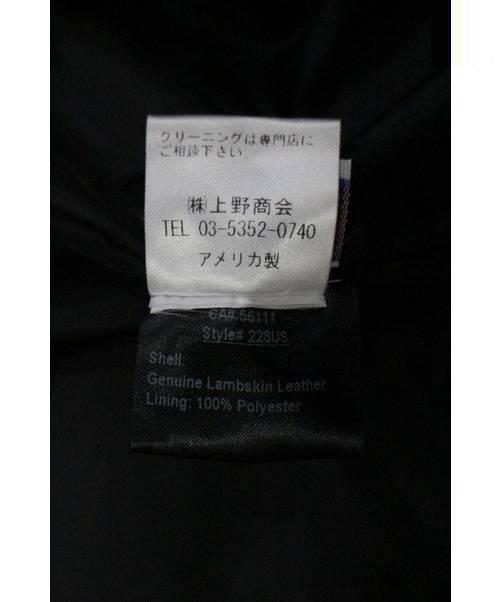 クリーニングは専門店に
ご相談下さい
㈱上野商会
TEL 03-5352-0740
アメリカ製
CA# 56111
Style# 228US
Shell:
Genuine Lambskin Leather
Lining: 100% Polyester